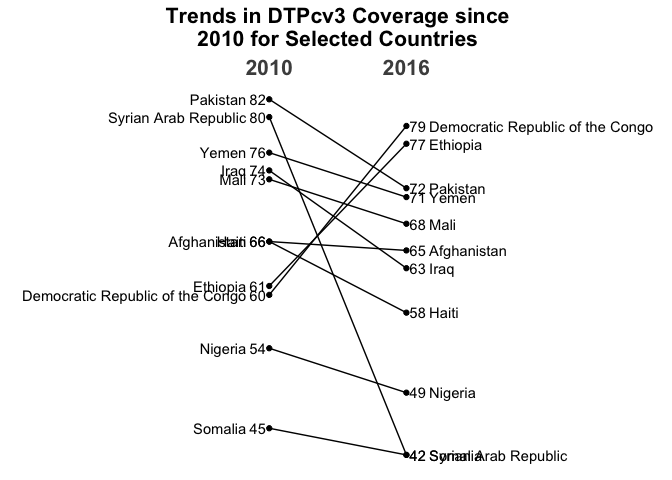 Trends in DTPcv3 Coverage since
2010 for Selected Countries
2010 2016
Pakistan 82
Syrian Arab Republic 80
79 Democratic Republic of the Congo
77 Ethiopia
Yemen 76
Iraq 74
Mali 73
72 Pakistan
71 Yemen
68 Mali
Afghanistan 66
Haiti 66
65 Afghanistan
63 Iraq
Ethiopia 61
Democratic Republic of the Congo 60
58 Haiti
Nigeria 54
49 Nigeria
Somalia 45
42 Somalia
42 Syrian Arab Republic